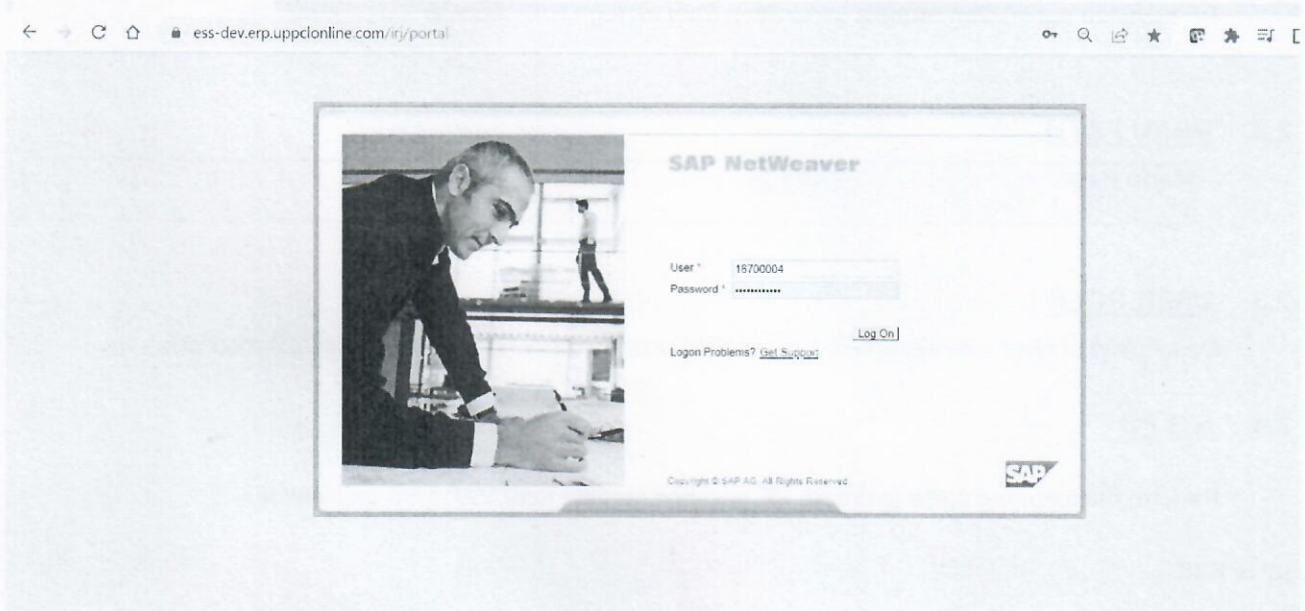 ess-dev.erp.uppclonline.com/irj/portal
SAP NetWeaver
User * 16700004
Password * ••••••••••••
Log On
Logon Problems? Get Support
Copyright © SAP AG. All Rights Reserved.
SAP